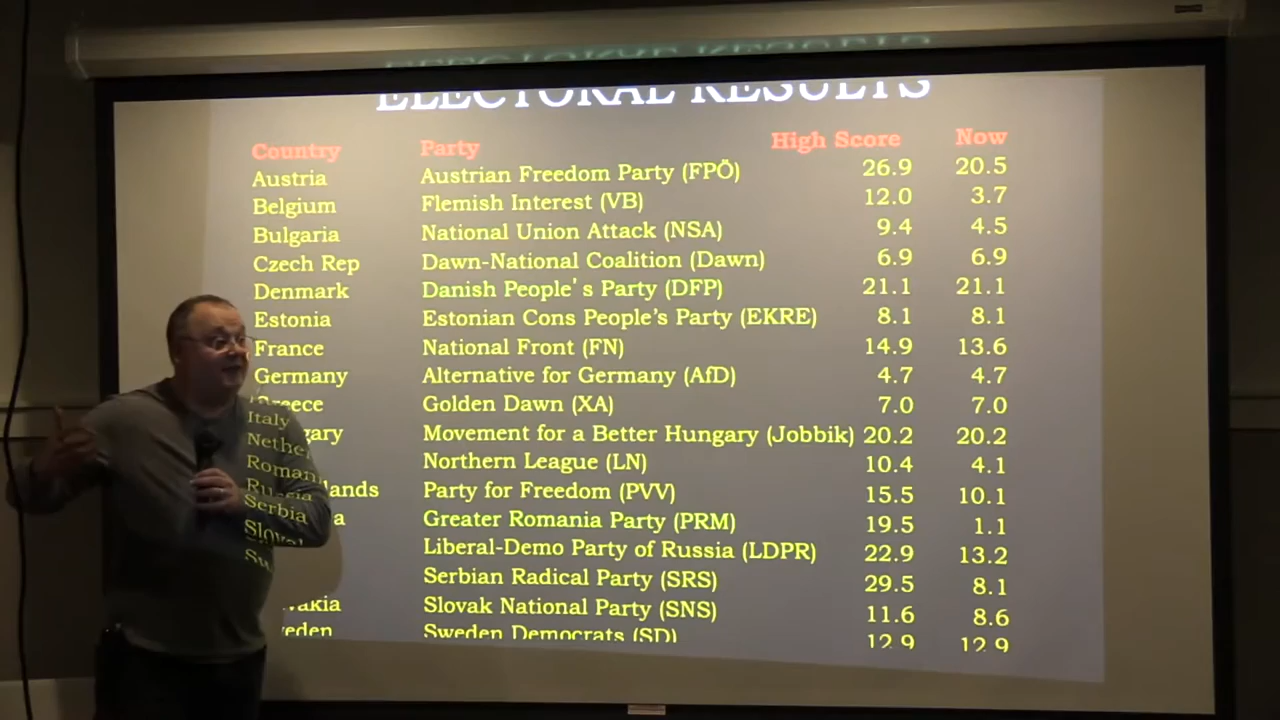 ELECTORAL RESULTS
Country Party High Score Now
Austria Austrian Freedom Party (FPÖ) 26.9 20.5
Belgium Flemish Interest (VB) 12.0 3.7
Bulgaria National Union Attack (NSA) 9.4 4.5
Czech Rep Dawn-National Coalition (Dawn) 6.9 6.9
Denmark Danish People's Party (DFP) 21.1 21.1
Estonia Estonian Cons People's Party (EKRE) 8.1 8.1
France National Front (FN) 14.9 13.6
Germany Alternative for Germany (AfD) 4.7 4.7
Greece Golden Dawn (XA) 7.0 7.0
gary Movement for a Better Hungary (Jobbik) 20.2 20.2
Italy Northern League (LN) 10.4 4.1
Netherlands Party for Freedom (PVV) 15.5 10.1
Romania Greater Romania Party (PRM) 19.5 1.1
Russia Liberal-Demo Party of Russia (LDPR) 22.9 13.2
Serbia Serbian Radical Party (SRS) 29.5 8.1
Slovakia Slovak National Party (SNS) 11.6 8.6
Sweden Sweden Democrats (SD) 12.9 12.9